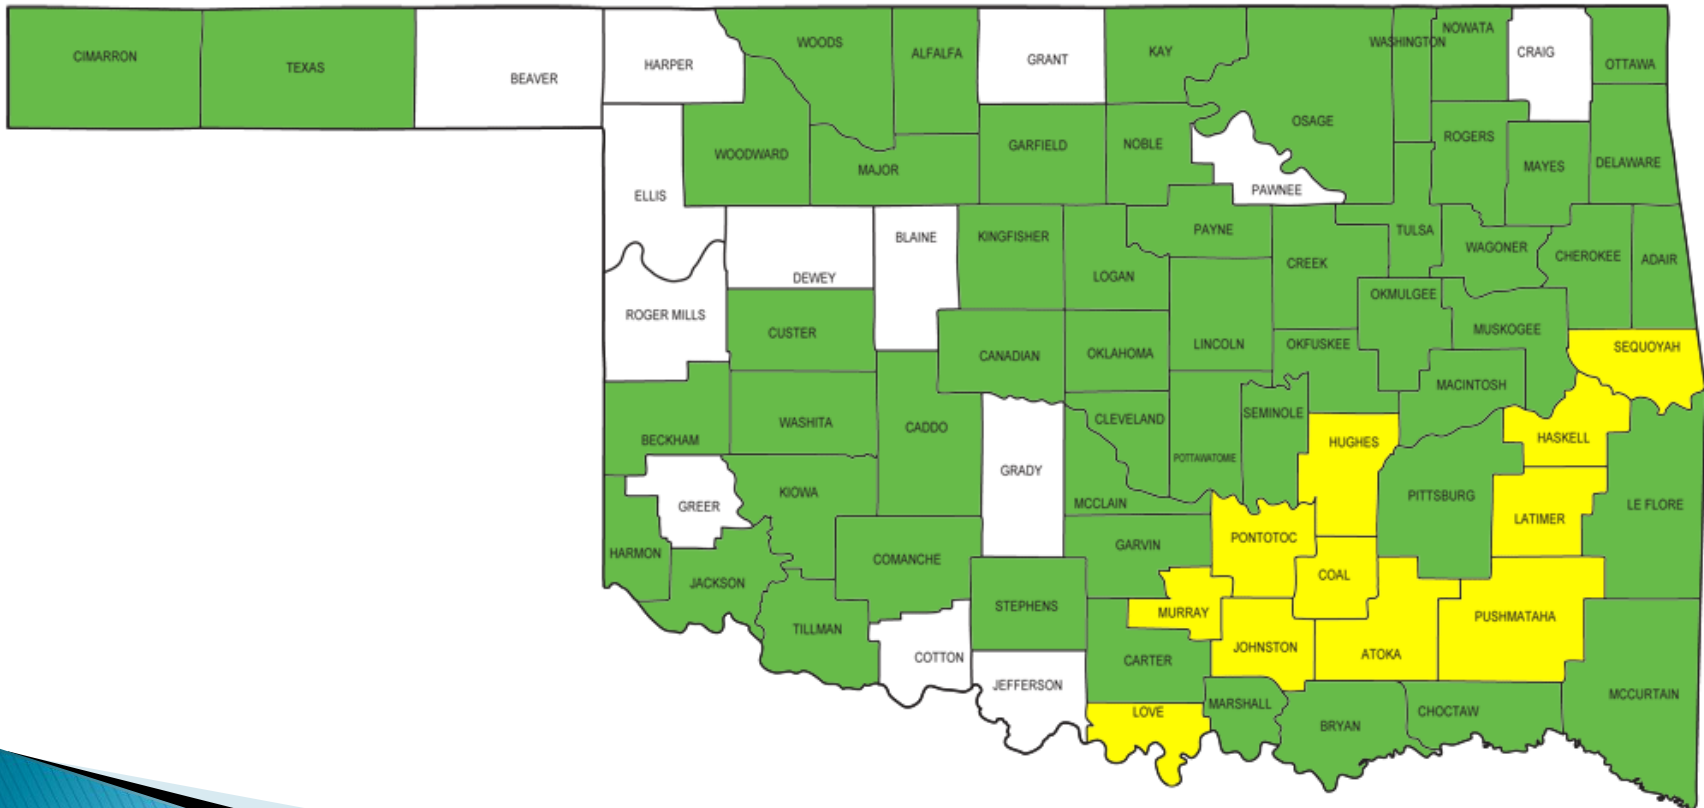 CIMARRON
TEXAS
BEAVER
HARPER
WOODS
ALFALFA
GRANT
KAY
WASHINGTON
NOWATA
CRAIG
OTTAWA
OSAGE
WOODWARD
MAJOR
GARFIELD
NOBLE
ROGERS
MAYES
DELAWARE
ELLIS
PAWNEE
DEWEY
BLAINE
KINGFISHER
LOGAN
PAYNE
CREEK
TULSA
WAGONER
CHEROKEE
ADAIR
ROGER MILLS
CUSTER
CANADIAN
OKLAHOMA
LINCOLN
OKFUSKEE
OKMULGEE
MUSKOGEE
SEQUOYAH
MACINTOSH
BECKHAM
WASHITA
CADDO
GRADY
CLEVELAND
POTTAWATOMIE
SEMINOLE
HUGHES
HASKELL
GREER
KIOWA
MCCLAIN
PITTSBURG
LATIMER
LE FLORE
HARMON
JACKSON
COMANCHE
GARVIN
PONTOTOC
COAL
TILLMAN
STEPHENS
MURRAY
JOHNSTON
ATOKA
PUSHMATAHA
COTTON
JEFFERSON
CARTER
LOVE
MARSHALL
BRYAN
CHOCTAW
MCCURTAIN